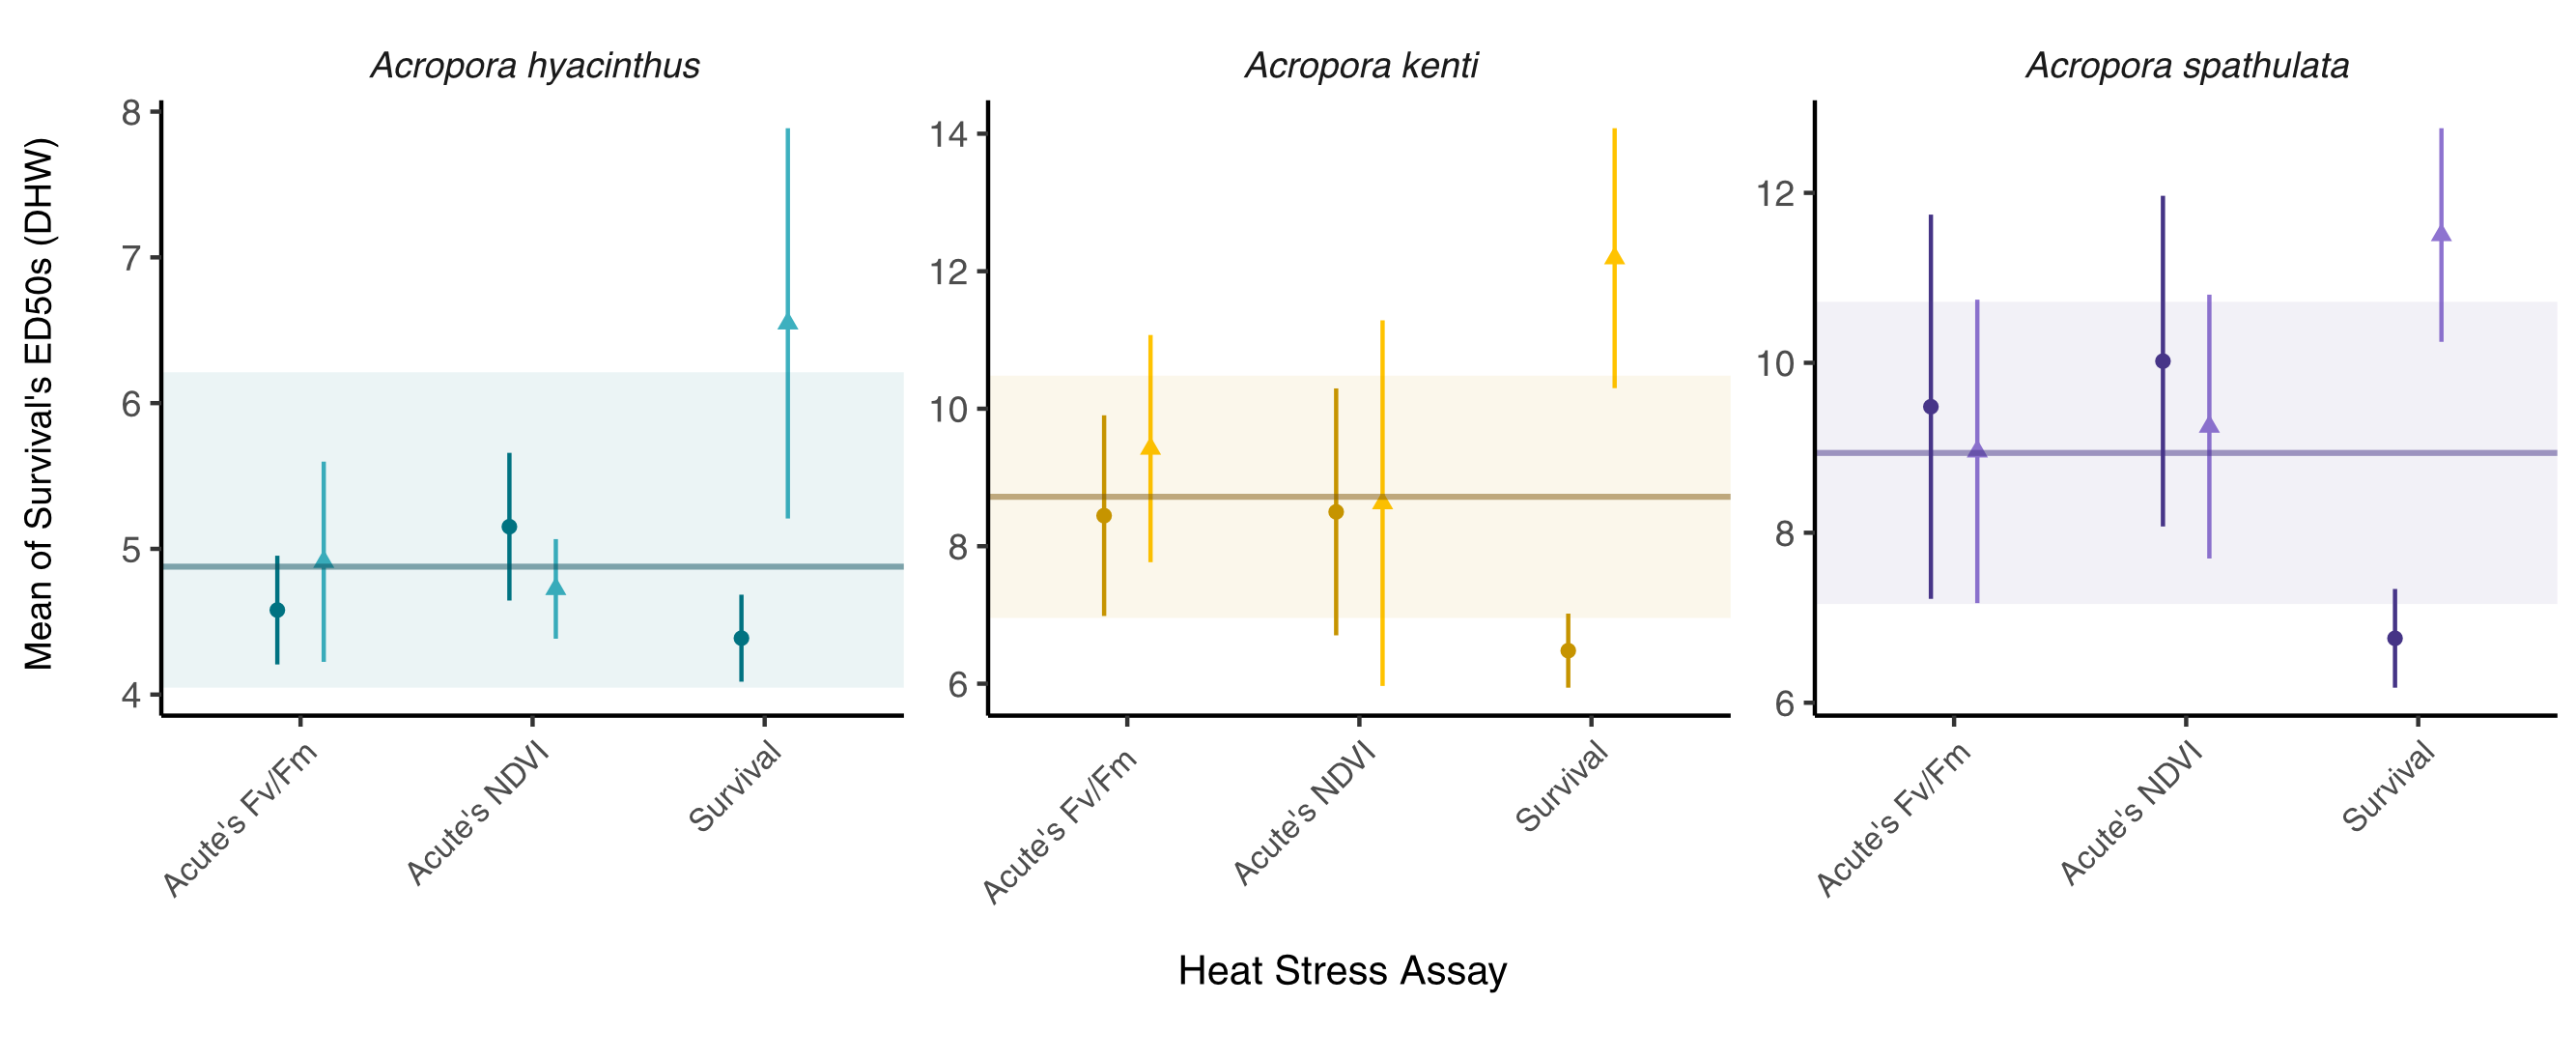 Acropora hyacinthus
Acropora kenti
Acropora spathulata
Mean of Survival's ED50s (DHW)
8
7
6
5
4
14
12
10
8
6
12
10
8
6
Acute's Fv/Fm
Acute's NDVI
Survival
Acute's Fv/Fm
Acute's NDVI
Survival
Acute's Fv/Fm
Acute's NDVI
Survival
Heat Stress Assay